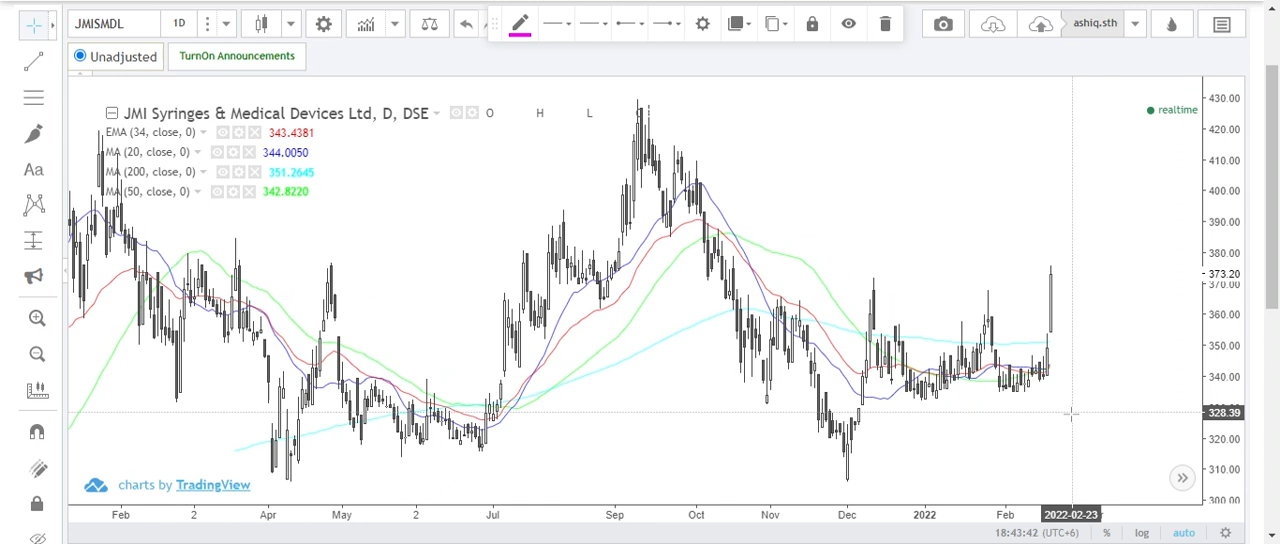 JMISMDL 1D ashiq.sth
Unadjusted TurnOn Announcements
JMI Syringes & Medical Devices Ltd, D, DSE O H L
realtime
EMA (34, close, 0) 343.4381
MA (20, close, 0) 344.0050
MA (200, close, 0) 351.2645
MA (50, close, 0) 342.8220
430.00
420.00
410.00
400.00
390.00
380.00
373.20
370.00
360.00
350.00
340.00
328.39
320.00
310.00
300.00
charts by TradingView
Feb 2 Apr May 2 Jul Sep Oct Nov Dec 2022 Feb 2022-02-23
18:43:42 (UTC+6) % log auto
Aa